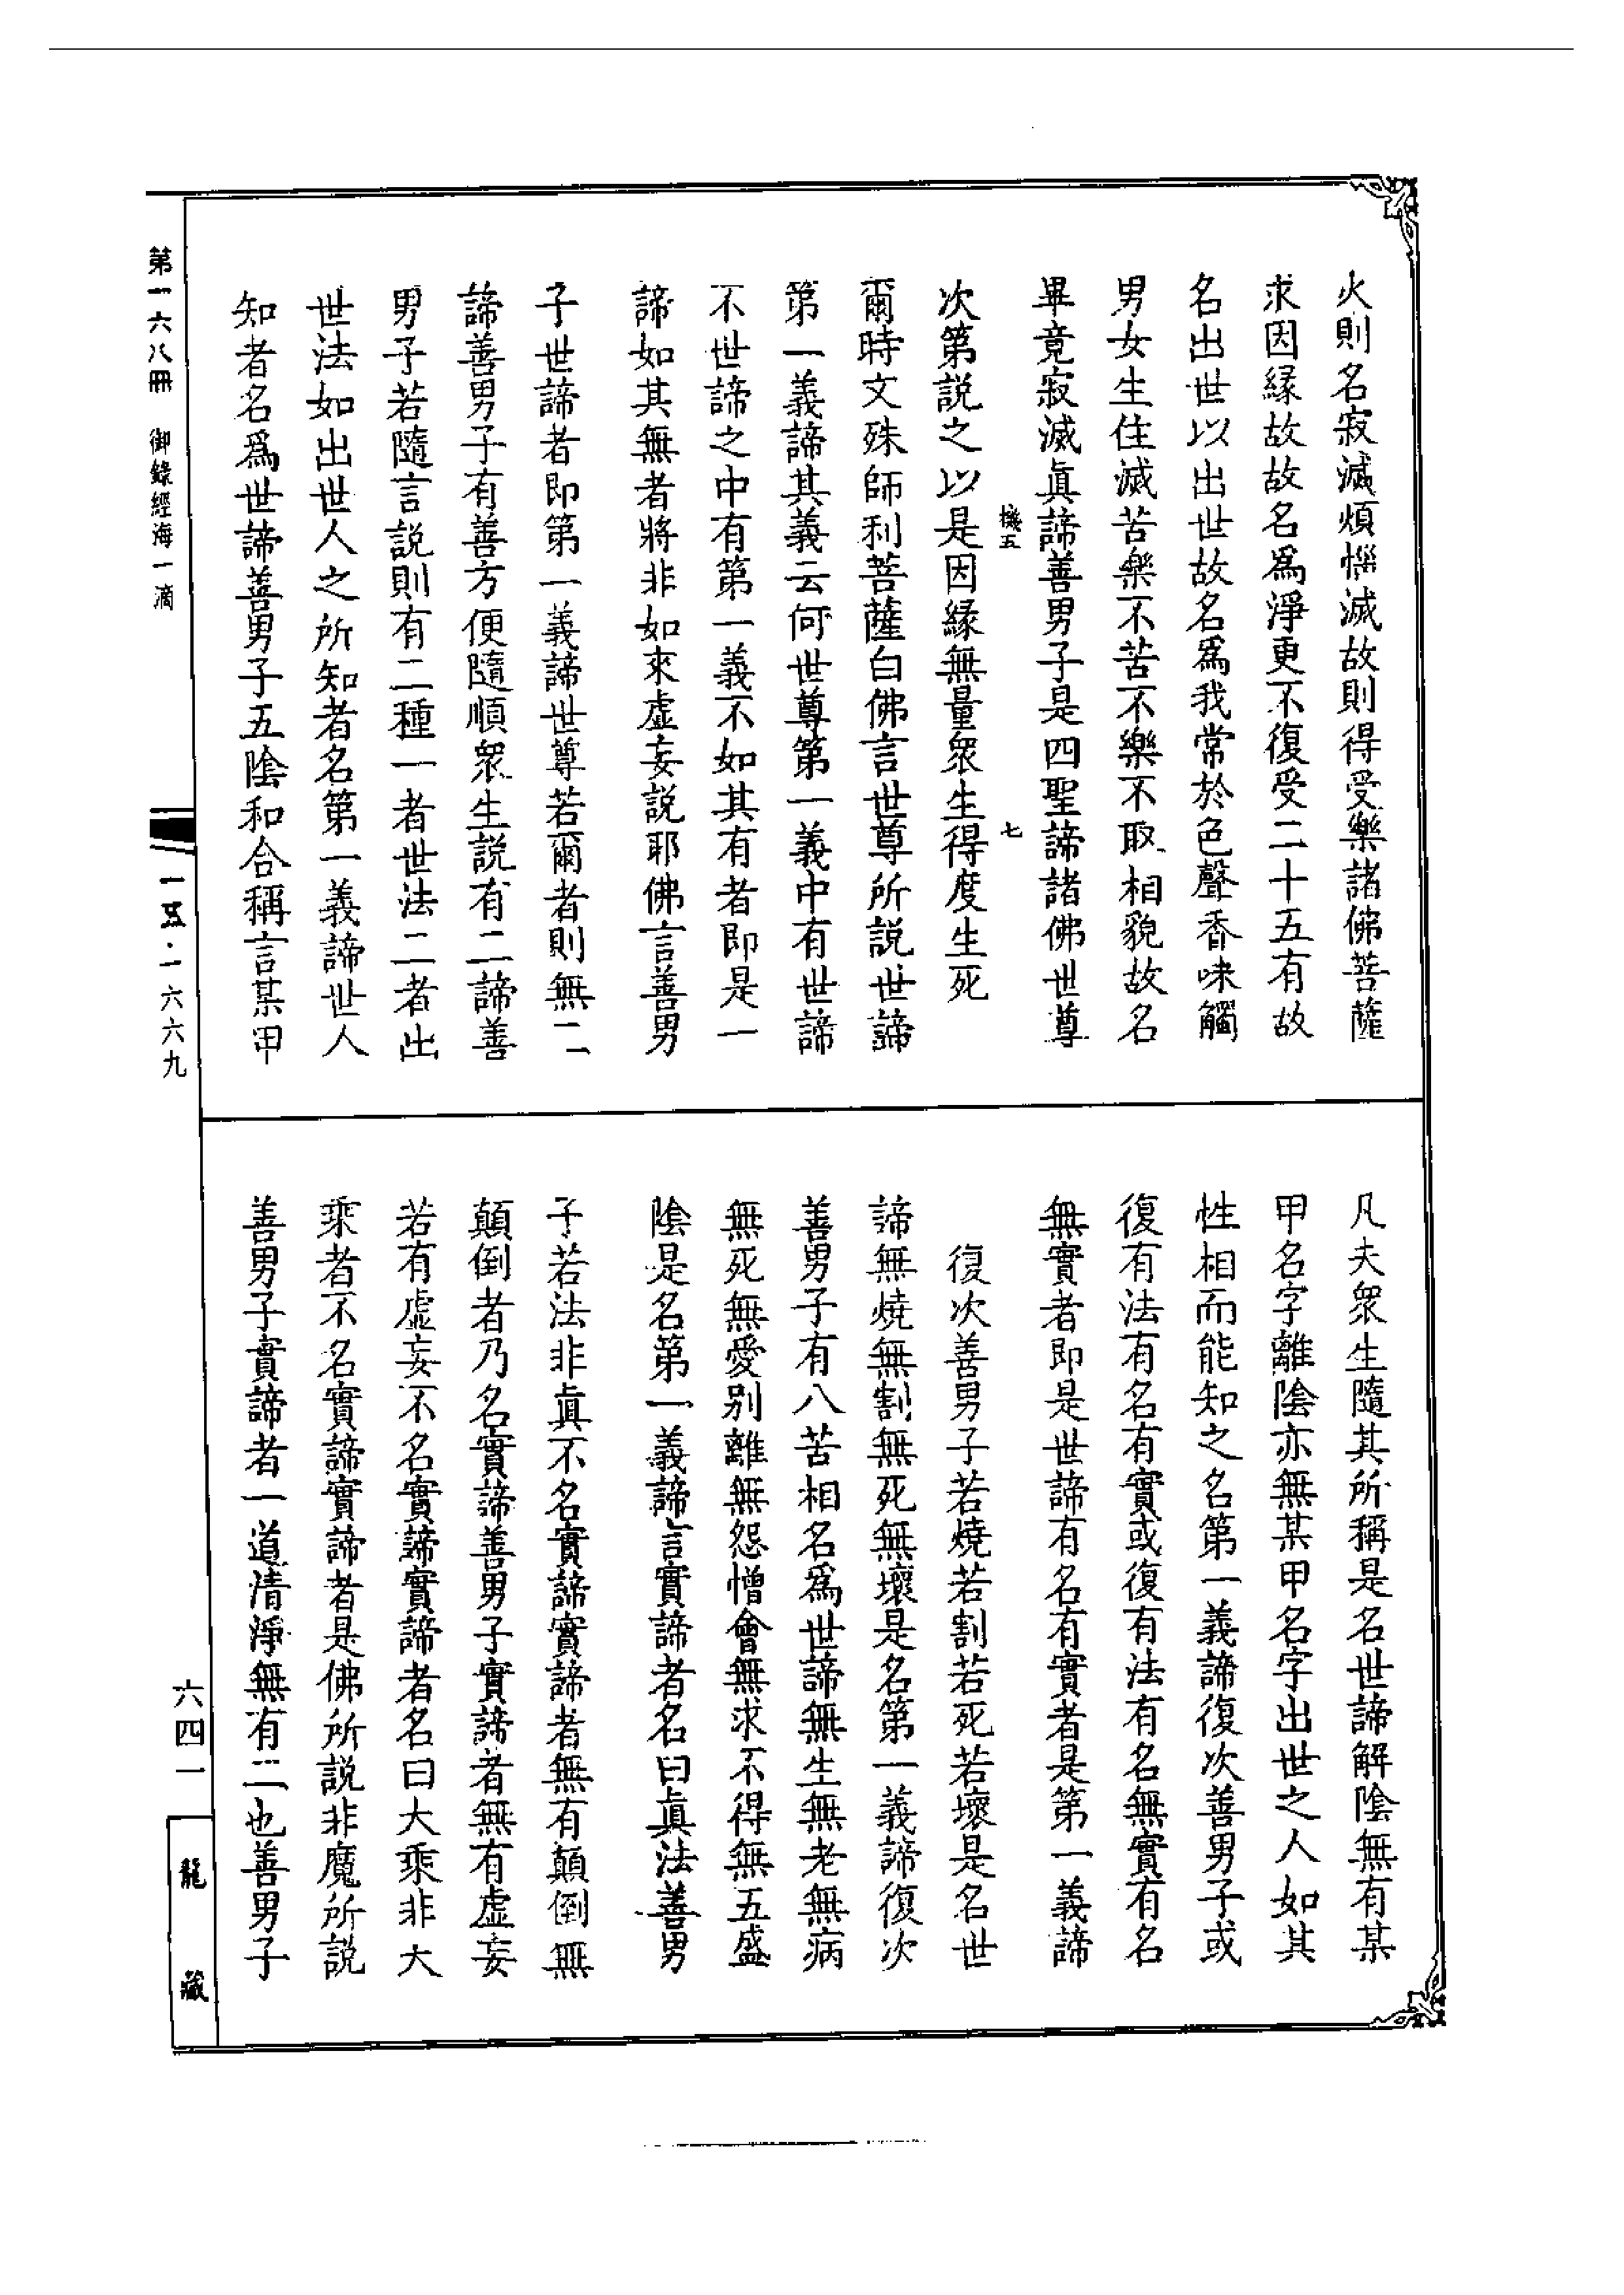 火則名寂滅煩惱滅故則得受樂諸佛菩薩
求因緣故故名爲淨更不復受二十五有故
名出世以出世故名爲我常於色聲香味觸
男女生住滅苦樂不苦不樂不取相貌故名
畢竟寂滅眞諦善男子是四聖諦諸佛世尊
機五 七
次第説之以是因緣無量衆生得度生死
爾時文殊師利菩薩白佛言世尊所説世諦
第一義諦其義云何世尊第一義中有世諦
不世諦之中有第一義不如其有者即是一
諦如其無者將非如來虚妄説耶佛言善男
子世諦者即第一義諦世尊若爾者則無二
諦善男子有善方便隨順衆生説有二諦善
男子若隨言説則有二種一者世法二者出
世法如出世人之所知者名第一義諦世人
知者名爲世諦善男子五陰和合稱言某甲
凡夫衆生隨其所稱是名世諦解陰無有某
甲名字離陰亦無某甲名字出世之人如其
性相而能知之名第一義諦復次善男子或
復有法有名有實或復有法有名無實有名
無實者即是世諦有名有實者是第一義諦
復次善男子若燒若割若死若壞是名世
諦無燒無割無死無壞是名第一義諦復次
善男子有八苦相名爲世諦無生無老無病
無死無愛别離無怨憎會無求不得無五盛
陰是名第一義諦言實諦者名曰眞法善男
子若法非眞不名實諦實諦者無有顛倒無
顛倒者乃名實諦善男子實諦者無有虚妄
若有虚妄不名實諦實諦者名曰大乘非大
乘者不名實諦實諦者是佛所説非魔所説
善男子實諦者一道清淨無有二也善男子
第一六八冊 御錄經海一滴
一五·一六六九
六四一
龍藏